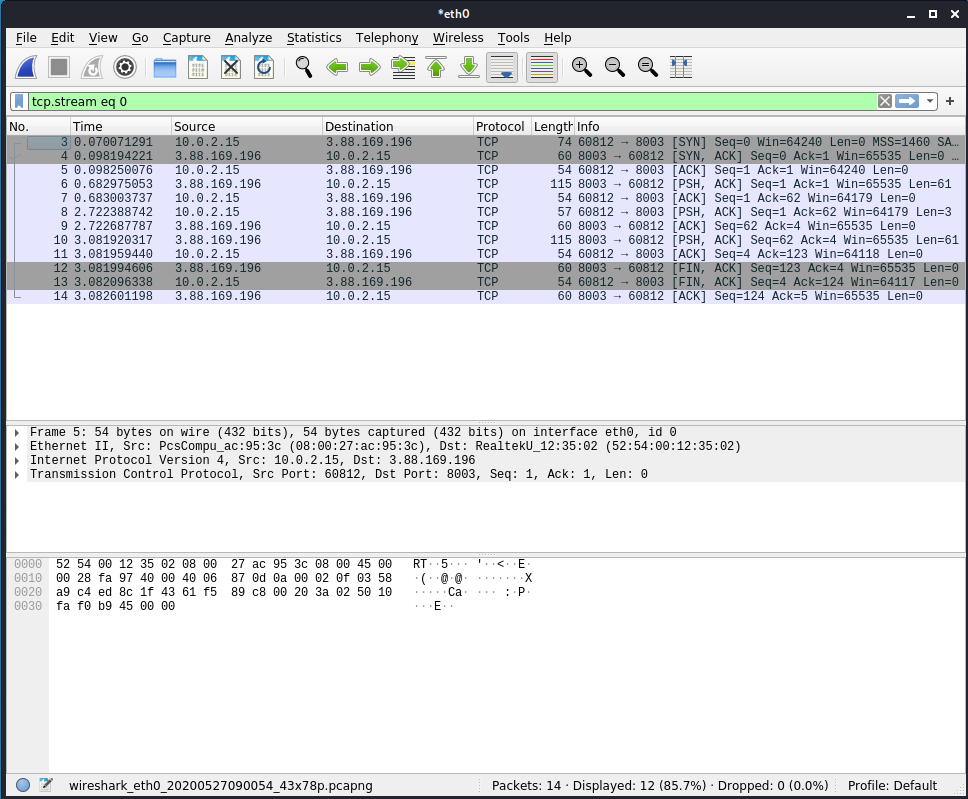 *eth0
File Edit View Go Capture Analyze Statistics Telephony Wireless Tools Help
tcp.stream eq 0
No. Time Source Destination Protocol Length Info
3 0.070071291 10.0.2.15 3.88.169.196 TCP 74 60812 → 8003 [SYN] Seq=0 Win=64240 Len=0 MSS=1460 SA…
4 0.098194221 3.88.169.196 10.0.2.15 TCP 60 8003 → 60812 [SYN, ACK] Seq=0 Ack=1 Win=65535 Len=0 …
5 0.098250076 10.0.2.15 3.88.169.196 TCP 54 60812 → 8003 [ACK] Seq=1 Ack=1 Win=64240 Len=0
6 0.682975053 3.88.169.196 10.0.2.15 TCP 115 8003 → 60812 [PSH, ACK] Seq=1 Ack=1 Win=65535 Len=61
7 0.683003737 10.0.2.15 3.88.169.196 TCP 54 60812 → 8003 [ACK] Seq=1 Ack=62 Win=64179 Len=0
8 2.722388742 10.0.2.15 3.88.169.196 TCP 57 60812 → 8003 [PSH, ACK] Seq=1 Ack=62 Win=64179 Len=3
9 2.722687787 3.88.169.196 10.0.2.15 TCP 60 8003 → 60812 [ACK] Seq=62 Ack=4 Win=65535 Len=0
10 3.081920317 3.88.169.196 10.0.2.15 TCP 115 8003 → 60812 [PSH, ACK] Seq=62 Ack=4 Win=65535 Len=61
11 3.081959440 10.0.2.15 3.88.169.196 TCP 54 60812 → 8003 [ACK] Seq=4 Ack=123 Win=64118 Len=0
12 3.081994606 3.88.169.196 10.0.2.15 TCP 60 8003 → 60812 [FIN, ACK] Seq=123 Ack=4 Win=65535 Len=0
13 3.082096338 10.0.2.15 3.88.169.196 TCP 54 60812 → 8003 [FIN, ACK] Seq=4 Ack=124 Win=64117 Len=0
14 3.082601198 3.88.169.196 10.0.2.15 TCP 60 8003 → 60812 [ACK] Seq=124 Ack=5 Win=65535 Len=0
Frame 5: 54 bytes on wire (432 bits), 54 bytes captured (432 bits) on interface eth0, id 0
Ethernet II, Src: PcsCompu_ac:95:3c (08:00:27:ac:95:3c), Dst: RealtekU_12:35:02 (52:54:00:12:35:02)
Internet Protocol Version 4, Src: 10.0.2.15, Dst: 3.88.169.196
Transmission Control Protocol, Src Port: 60812, Dst Port: 8003, Seq: 1, Ack: 1, Len: 0
0000 52 54 00 12 35 02 08 00 27 ac 95 3c 08 00 45 00 RT··5··· '··<··E·
0010 00 28 fa 97 40 00 40 06 87 0d 0a 00 02 0f 03 58 ·(··@·@· ·······X
0020 a9 c4 ed 8c 1f 43 61 f5 89 c8 00 20 3a 02 50 10 ·····Ca· ··· :·P·
0030 fa f0 b9 45 00 00 ···E··
wireshark_eth0_20200527090054_43x78p.pcapng Packets: 14 · Displayed: 12 (85.7%) · Dropped: 0 (0.0%) Profile: Default